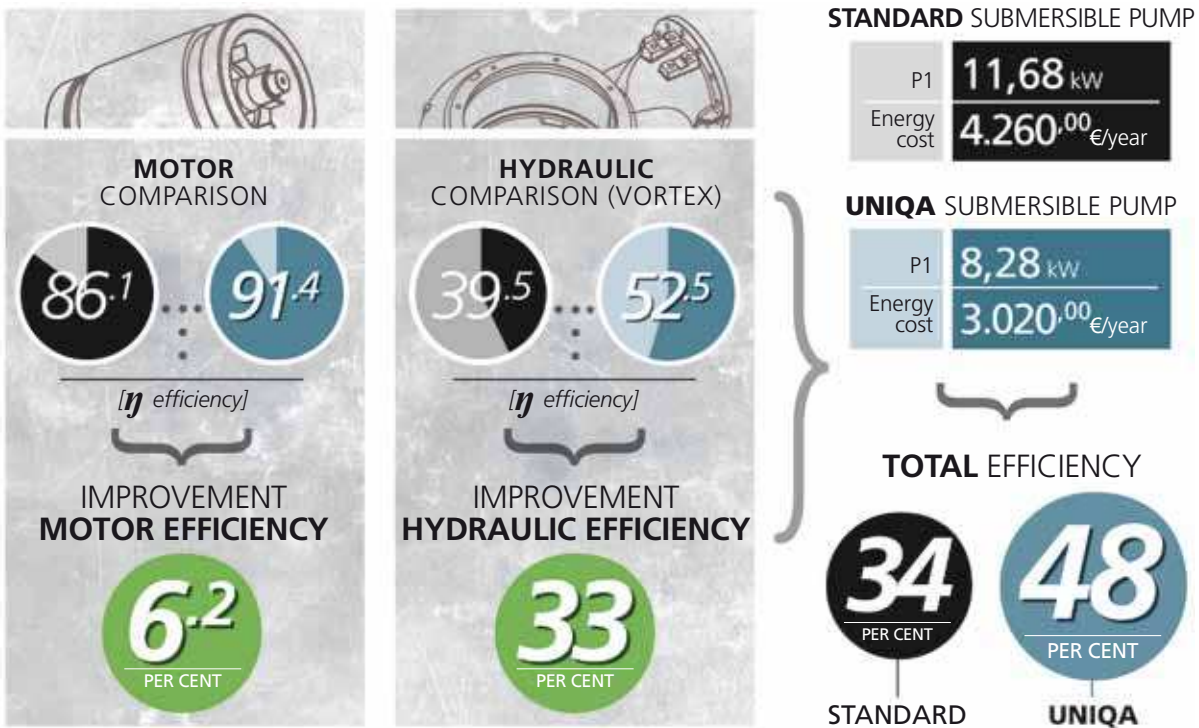 MOTOR
COMPARISON
86.1
91.4
[η efficiency]
IMPROVEMENT
MOTOR EFFICIENCY
6.2
PER CENT
HYDRAULIC
COMPARISON (VORTEX)
39.5
52.5
[η efficiency]
IMPROVEMENT
HYDRAULIC EFFICIENCY
33
PER CENT
STANDARD SUBMERSIBLE PUMP
P1 11,68 kW
Energy
cost 4.260,00 €/year
UNIQA SUBMERSIBLE PUMP
P1 8,28 kW
Energy
cost 3.020,00 €/year
TOTAL EFFICIENCY
34
PER CENT
STANDARD
48
PER CENT
UNIQA